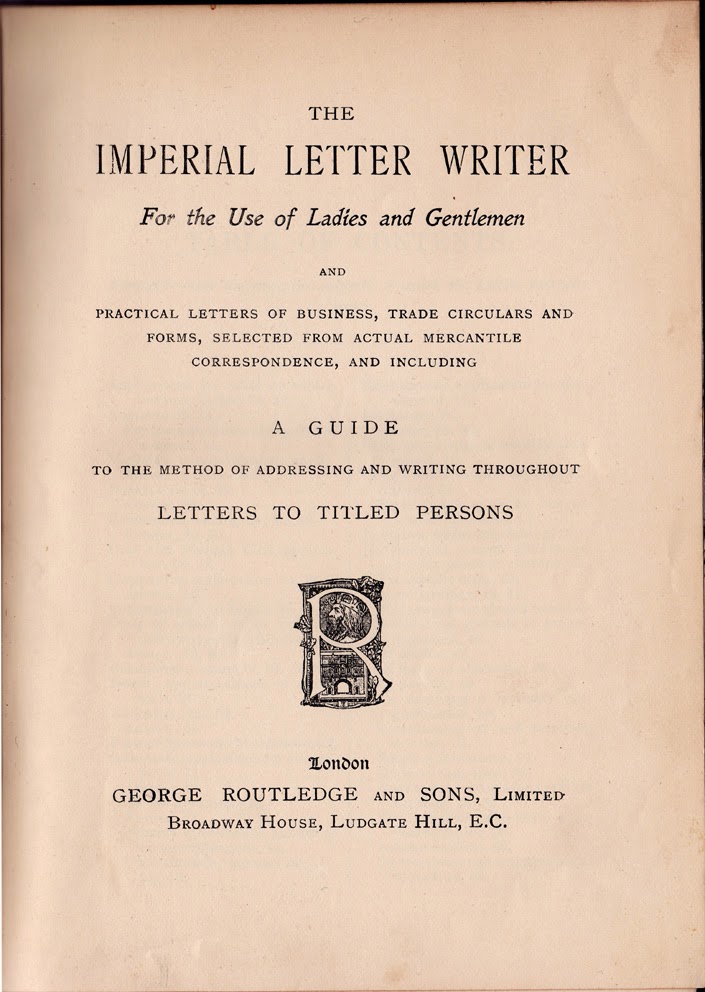 THE
IMPERIAL LETTER WRITER
For the Use of Ladies and Gentlemen
AND
PRACTICAL LETTERS OF BUSINESS, TRADE CIRCULARS AND
FORMS, SELECTED FROM ACTUAL MERCANTILE
CORRESPONDENCE, AND INCLUDING
A GUIDE
TO THE METHOD OF ADDRESSING AND WRITING THROUGHOUT
LETTERS TO TITLED PERSONS
R
London
GEORGE ROUTLEDGE AND SONS, LIMITED
BROADWAY HOUSE, LUDGATE HILL, E.C.